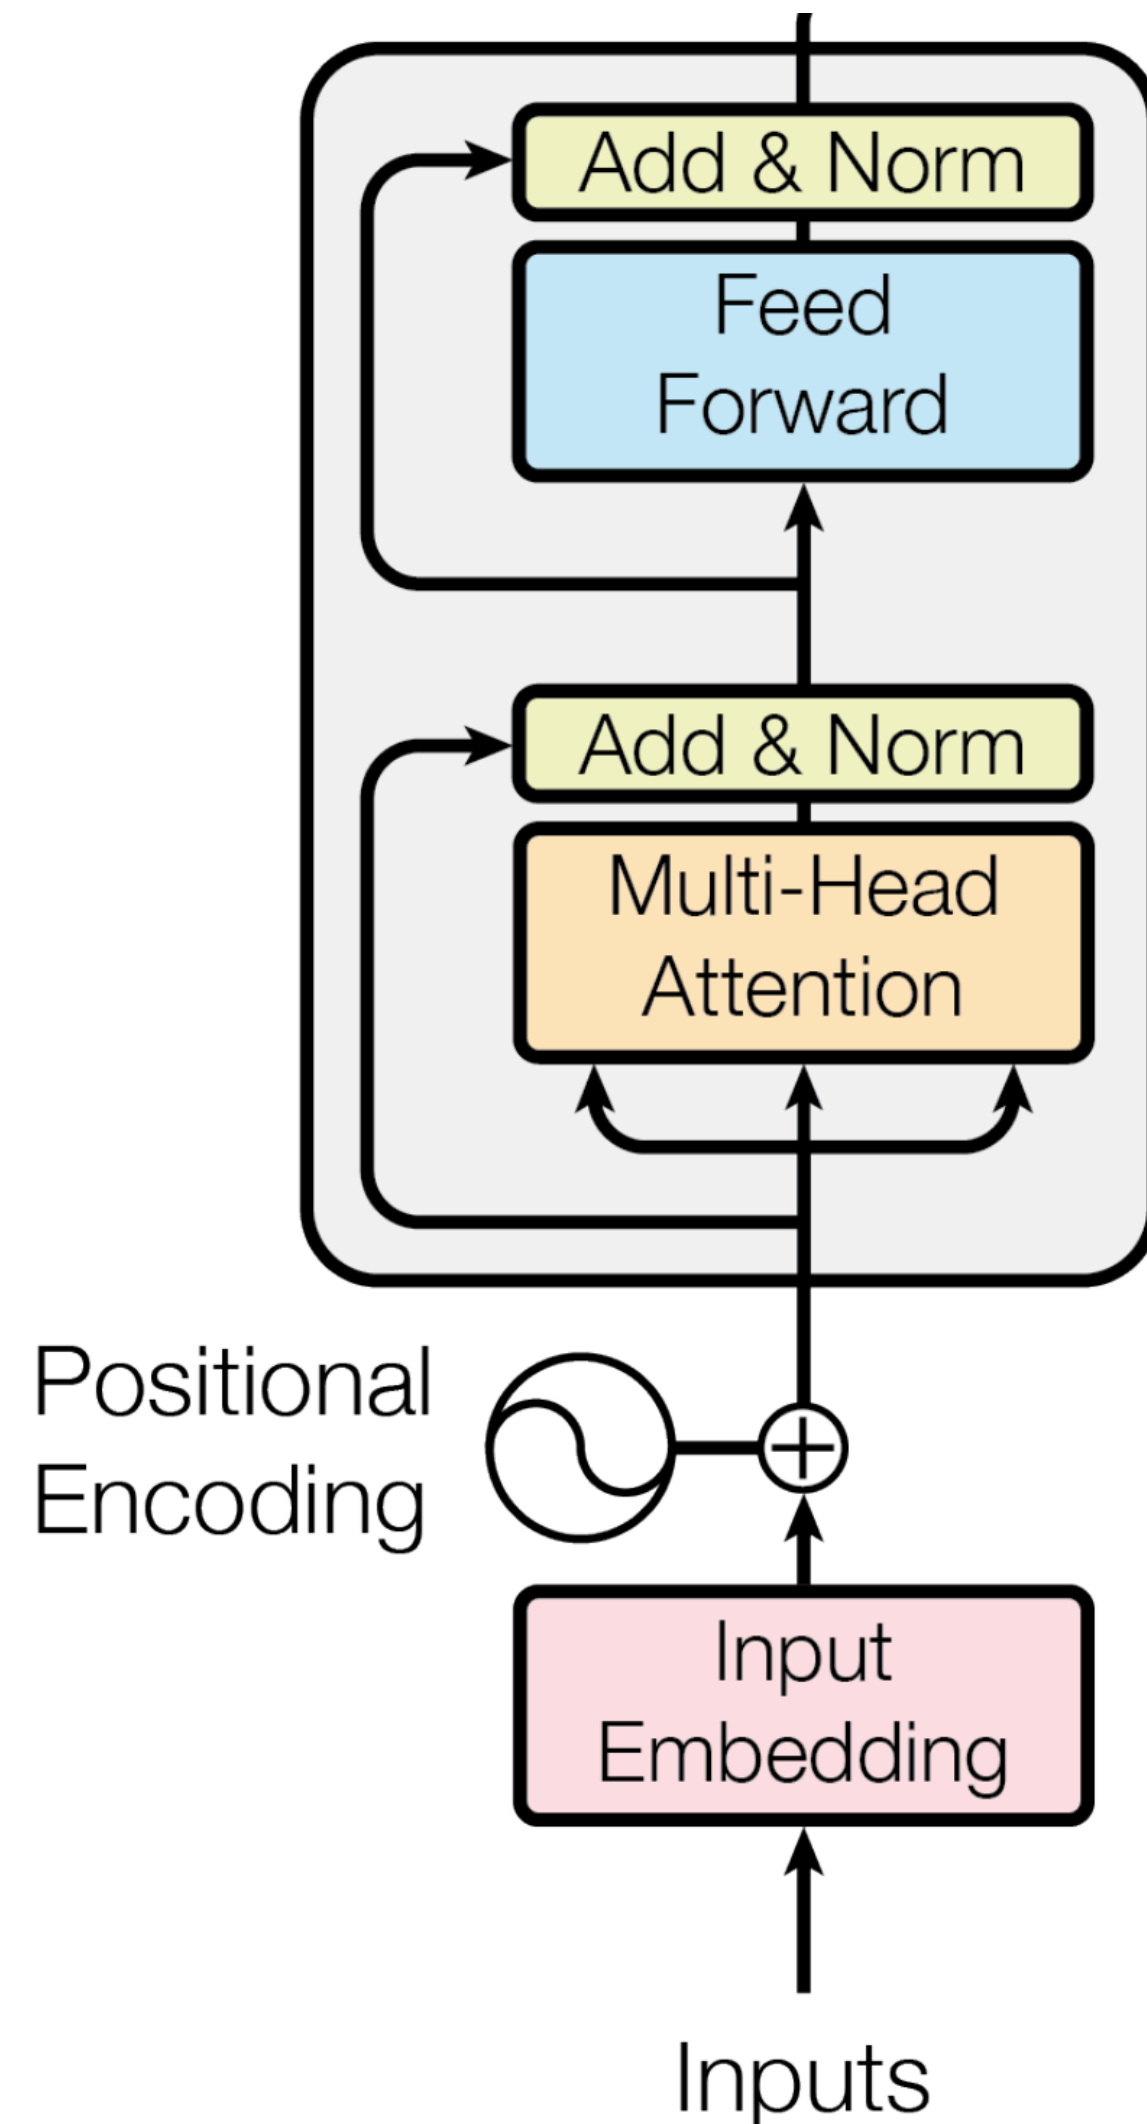 Add & Norm
Feed
Forward
Add & Norm
Multi-Head
Attention
Positional
Encoding
Input
Embedding
Inputs